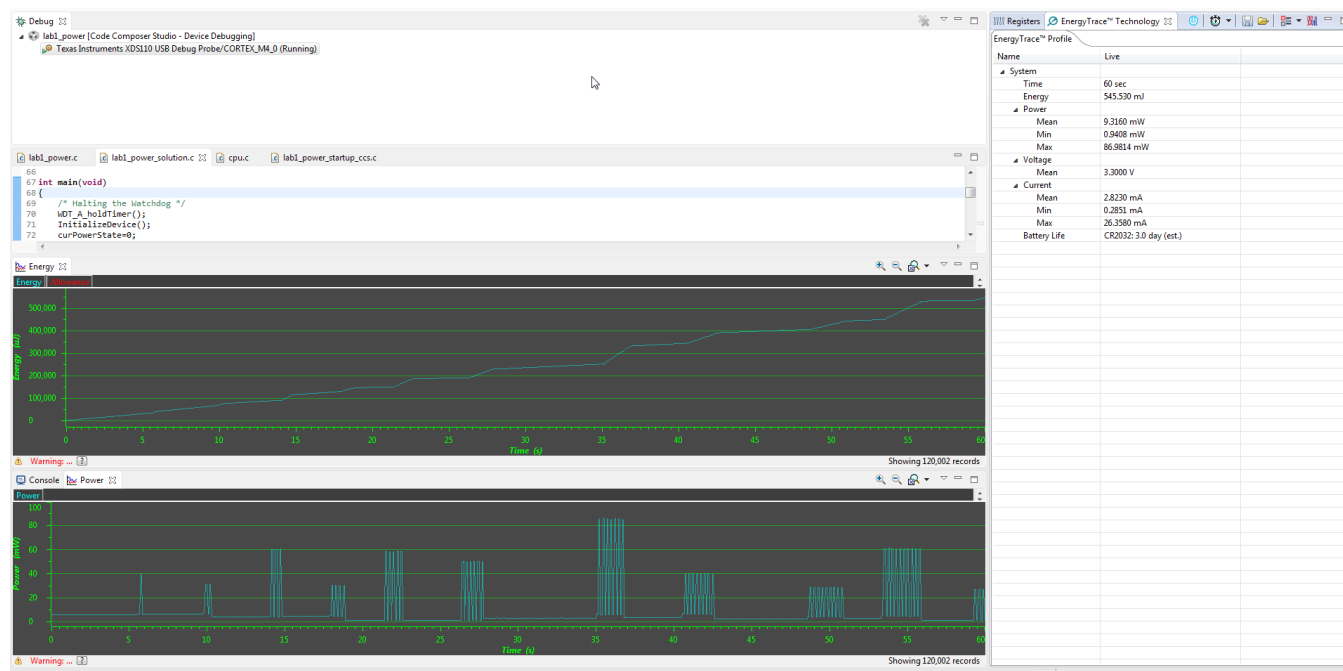 Debug
lab1_power [Code Composer Studio - Device Debugging]
Texas Instruments XDS110 USB Debug Probe/CORTEX_M4_0 (Running)
lab1_power.c lab1_power_solution.c cpu.c lab1_power_startup_ccs.c
66
67 int main(void)
68 {
69 /* Halting the Watchdog */
70 WDT_A_holdTimer();
71 InitializeDevice();
72 curPowerState=0;
Energy
Energy Allowance
500,000
400,000
300,000
200,000
100,000
0
Energy (uJ)
0 5 10 15 20 25 30 35 40 45 50 55 60
Time (s)
Warning: ... Showing 120,002 records
Console Power
Power
100
80
60
40
20
0
Power (mW)
0 5 10 15 20 25 30 35 40 45 50 55 60
Time (s)
Warning: ... Showing 120,002 records
Registers EnergyTrace™ Technology
EnergyTrace™ Profile
Name Live
System
Time 60 sec
Energy 545.530 mJ
Power
Mean 9.3160 mW
Min 0.9408 mW
Max 86.9814 mW
Voltage
Mean 3.3000 V
Current
Mean 2.8230 mA
Min 0.2851 mA
Max 26.3580 mA
Battery Life CR2032: 3.0 day (est.)